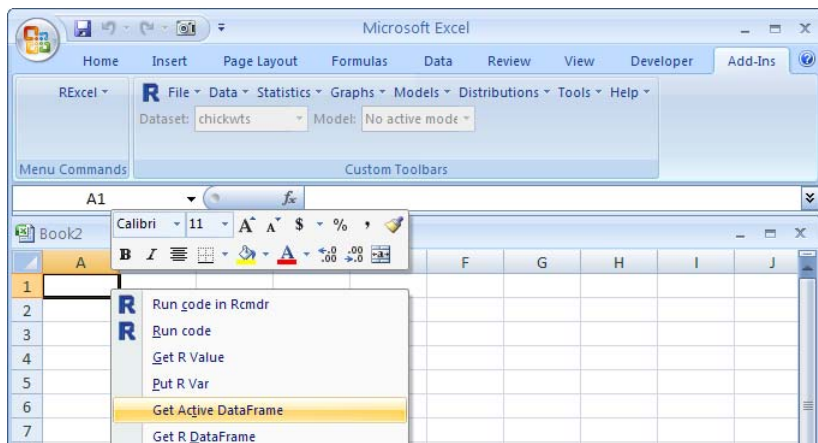 Microsoft Excel
Home Insert Page Layout Formulas Data Review View Developer Add-Ins
RExcel R File Data Statistics Graphs Models Distributions Tools Help
Dataset: chickwts Model: No active mode
Menu Commands Custom Toolbars
A1 fx
Calibri 11 A A $ % ,
Book2
B I A .00 .00 a
A F G H I J
1
2 R Run code in Rcmdr
3 R Run code
4 Get R Value
5 Put R Var
6 Get Active DataFrame
7 Get R DataFrame